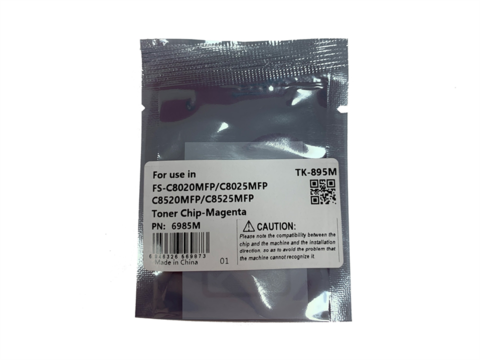 For use in
TK-895M
FS-C8020MFP/C8025MFP
C8520MFP/C8525MFP
Toner Chip-Magenta
PN: 6985M
Made in China
01
CAUTION:
Please note the compatibility between the
chip and the machine and the installation
direction, so as to avoid the problem that
the machine cannot recognize it